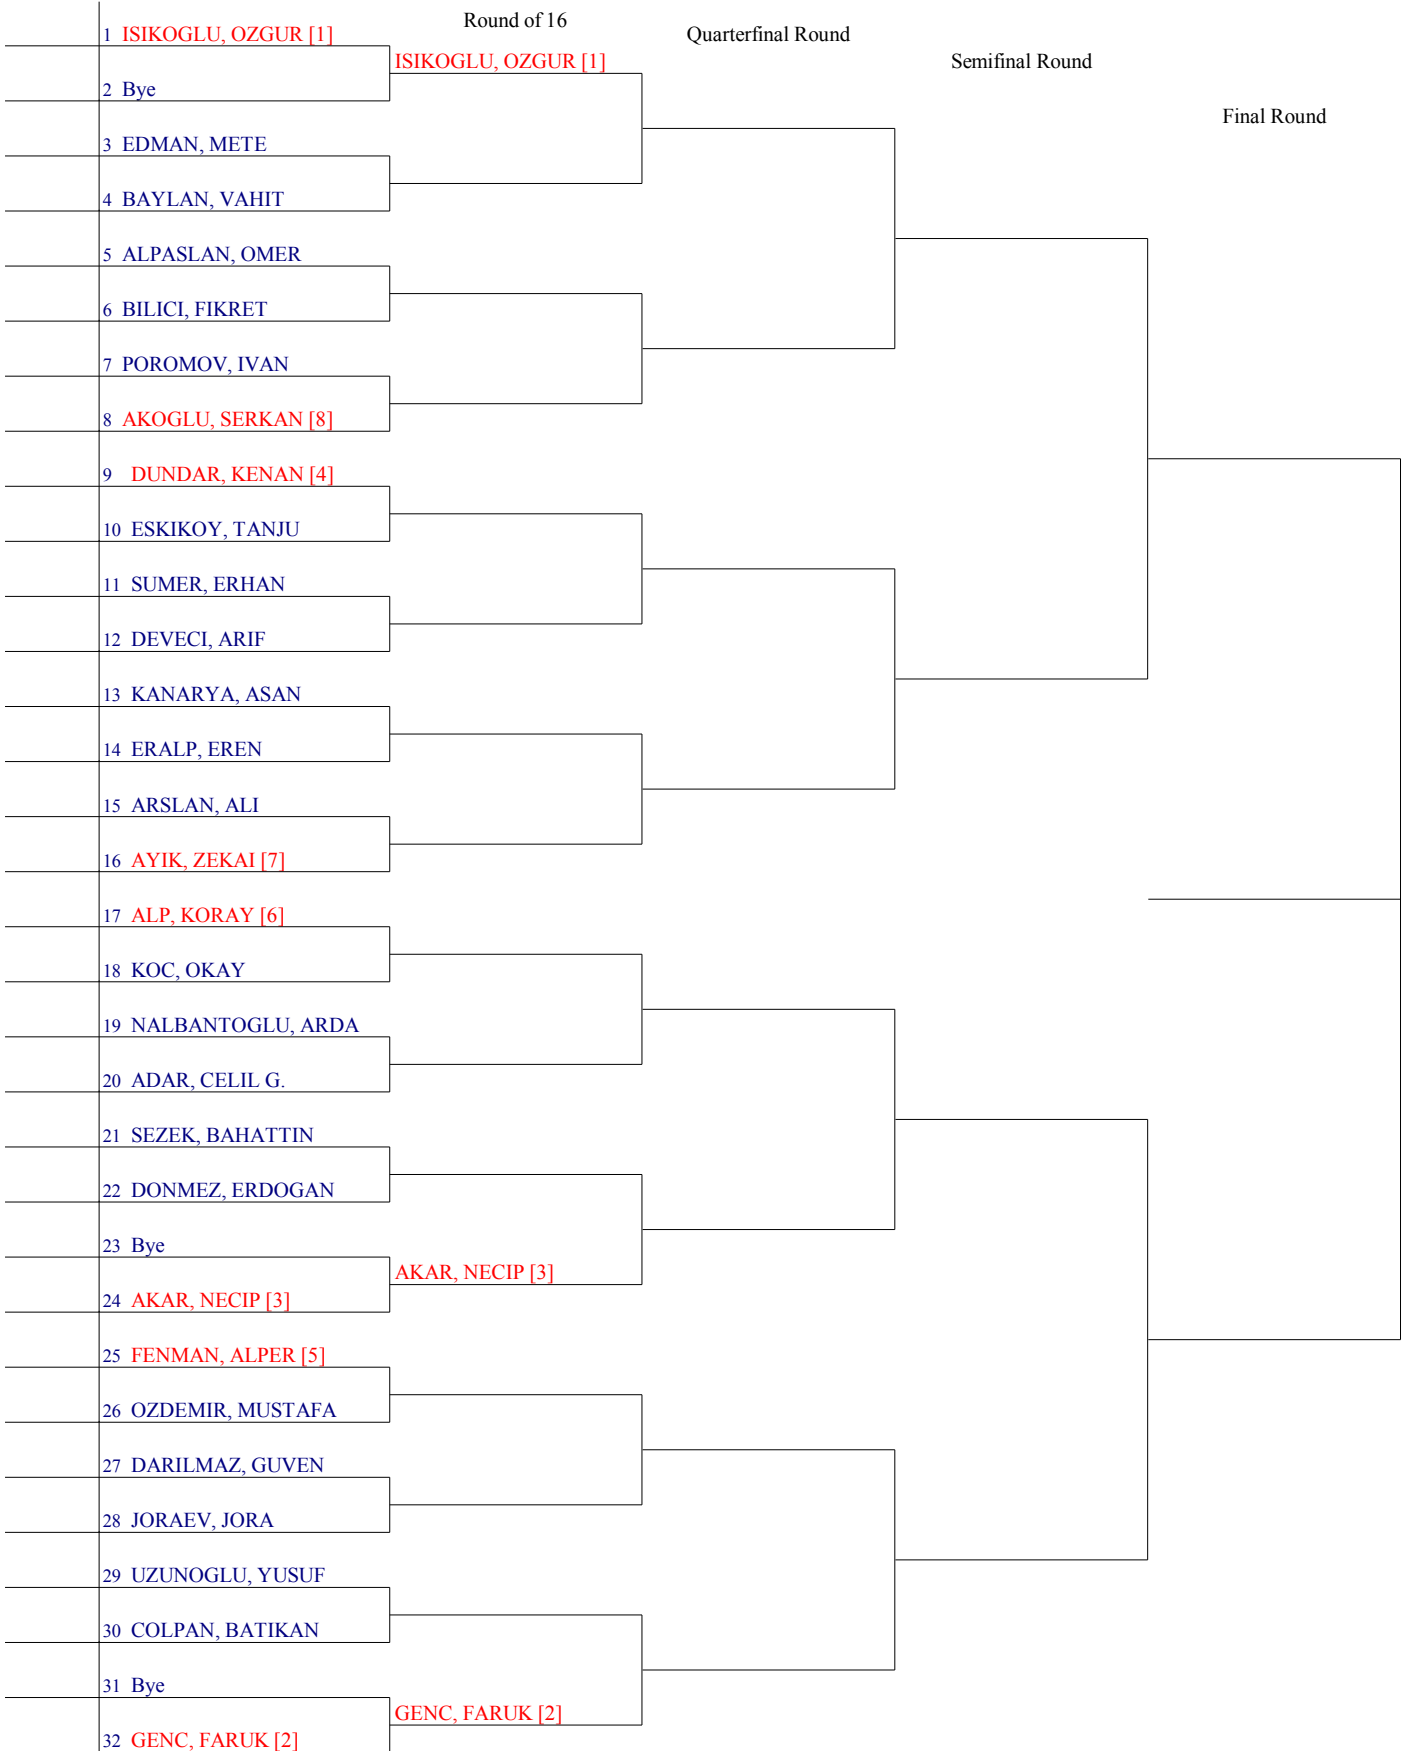 Round of 16
Quarterfinal Round
Semifinal Round
Final Round
1 ISIKOGLU, OZGUR [1]
ISIKOGLU, OZGUR [1]
2 Bye
3 EDMAN, METE
4 BAYLAN, VAHIT
5 ALPASLAN, OMER
6 BILICI, FIKRET
7 POROMOV, IVAN
8 AKOGLU, SERKAN [8]
9 DUNDAR, KENAN [4]
10 ESKIKOY, TANJU
11 SUMER, ERHAN
12 DEVECI, ARIF
13 KANARYA, ASAN
14 ERALP, EREN
15 ARSLAN, ALI
16 AYIK, ZEKAI [7]
17 ALP, KORAY [6]
18 KOC, OKAY
19 NALBANTOGLU, ARDA
20 ADAR, CELIL G.
21 SEZEK, BAHATTIN
22 DONMEZ, ERDOGAN
23 Bye
AKAR, NECIP [3]
24 AKAR, NECIP [3]
25 FENMAN, ALPER [5]
26 OZDEMIR, MUSTAFA
27 DARILMAZ, GUVEN
28 JORAEV, JORA
29 UZUNOGLU, YUSUF
30 COLPAN, BATIKAN
31 Bye
GENC, FARUK [2]
32 GENC, FARUK [2]